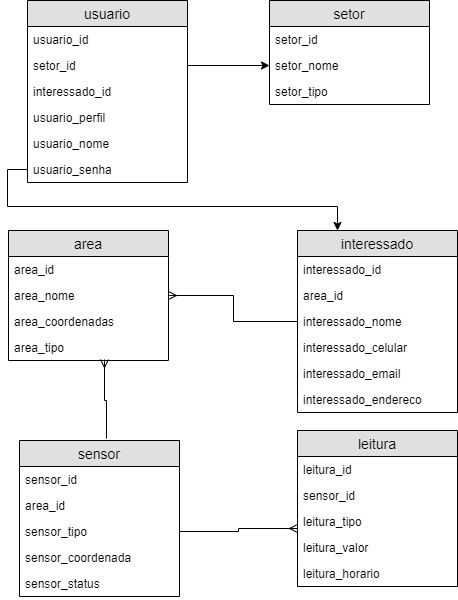 usuario
usuario_id
setor_id
interessado_id
usuario_perfil
usuario_nome
usuario_senha
setor
setor_id
setor_nome
setor_tipo
area
area_id
area_nome
area_coordenadas
area_tipo
interessado
interessado_id
area_id
interessado_nome
interessado_celular
interessado_email
interessado_endereco
sensor
sensor_id
area_id
sensor_tipo
sensor_coordenada
sensor_status
leitura
leitura_id
sensor_id
leitura_tipo
leitura_valor
leitura_horario